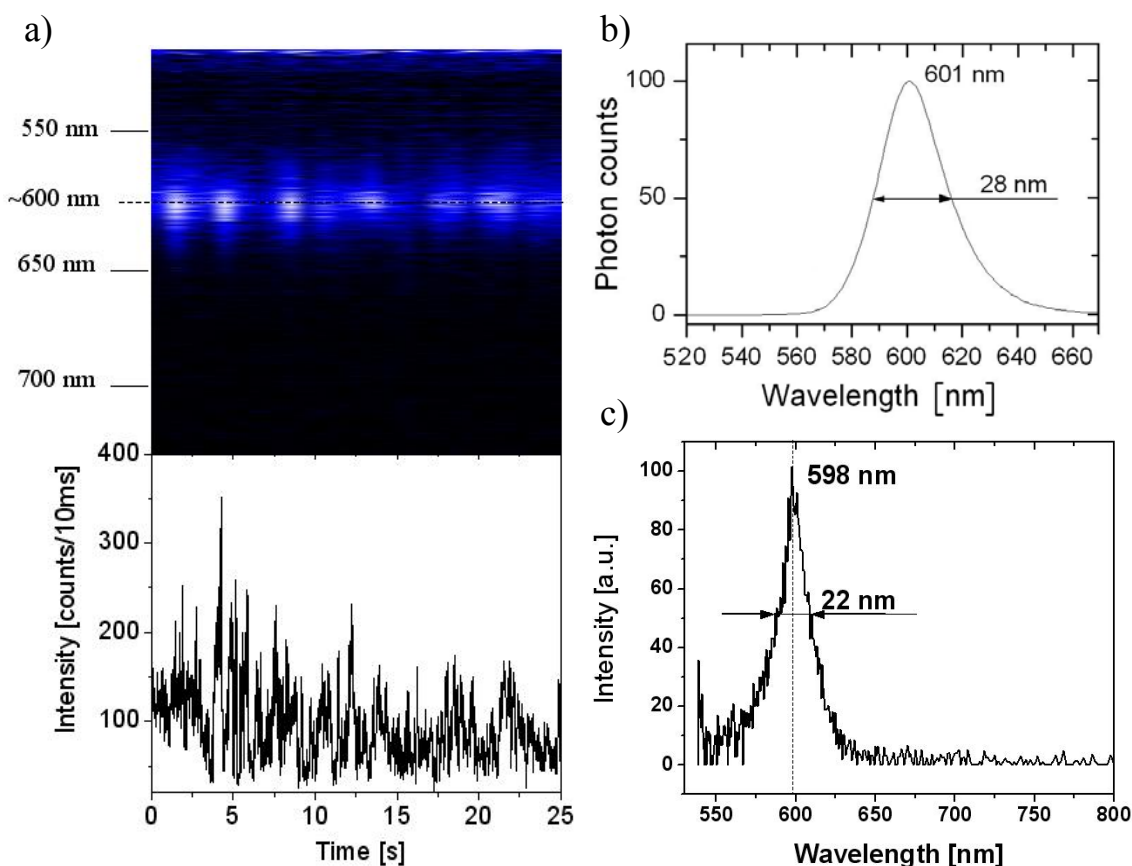 a)
550 nm
~600 nm
650 nm
700 nm
400
300
200
100
Intensity [counts/10ms]
0 5 10 15 20 25
Time [s]
b)
601 nm
28 nm
100
50
0
Photon counts
520 540 560 580 600 620 640 660
Wavelength [nm]
c)
598 nm
22 nm
100
80
60
40
20
0
Intensity [a.u.]
550 600 650 700 750 800
Wavelength [nm]